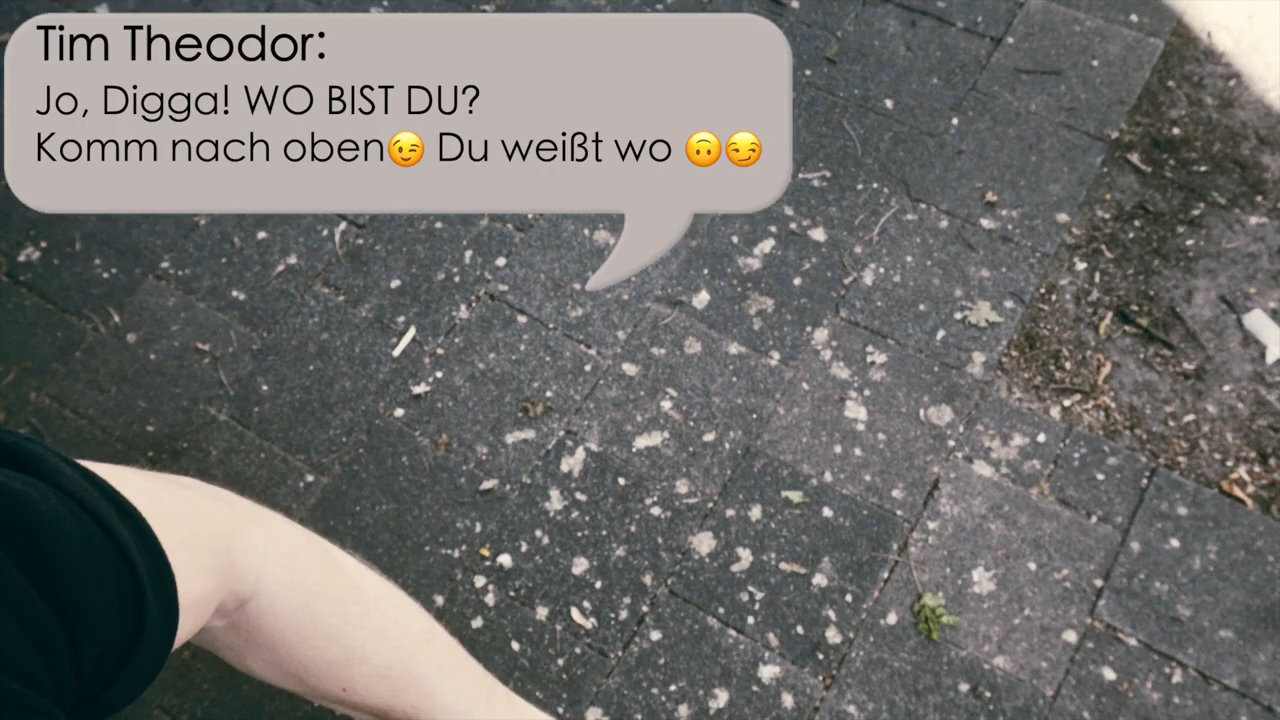 Tim Theodor:
Jo, Digga! WO BIST DU?
Komm nach oben😉 Du weißt wo 🙃😏